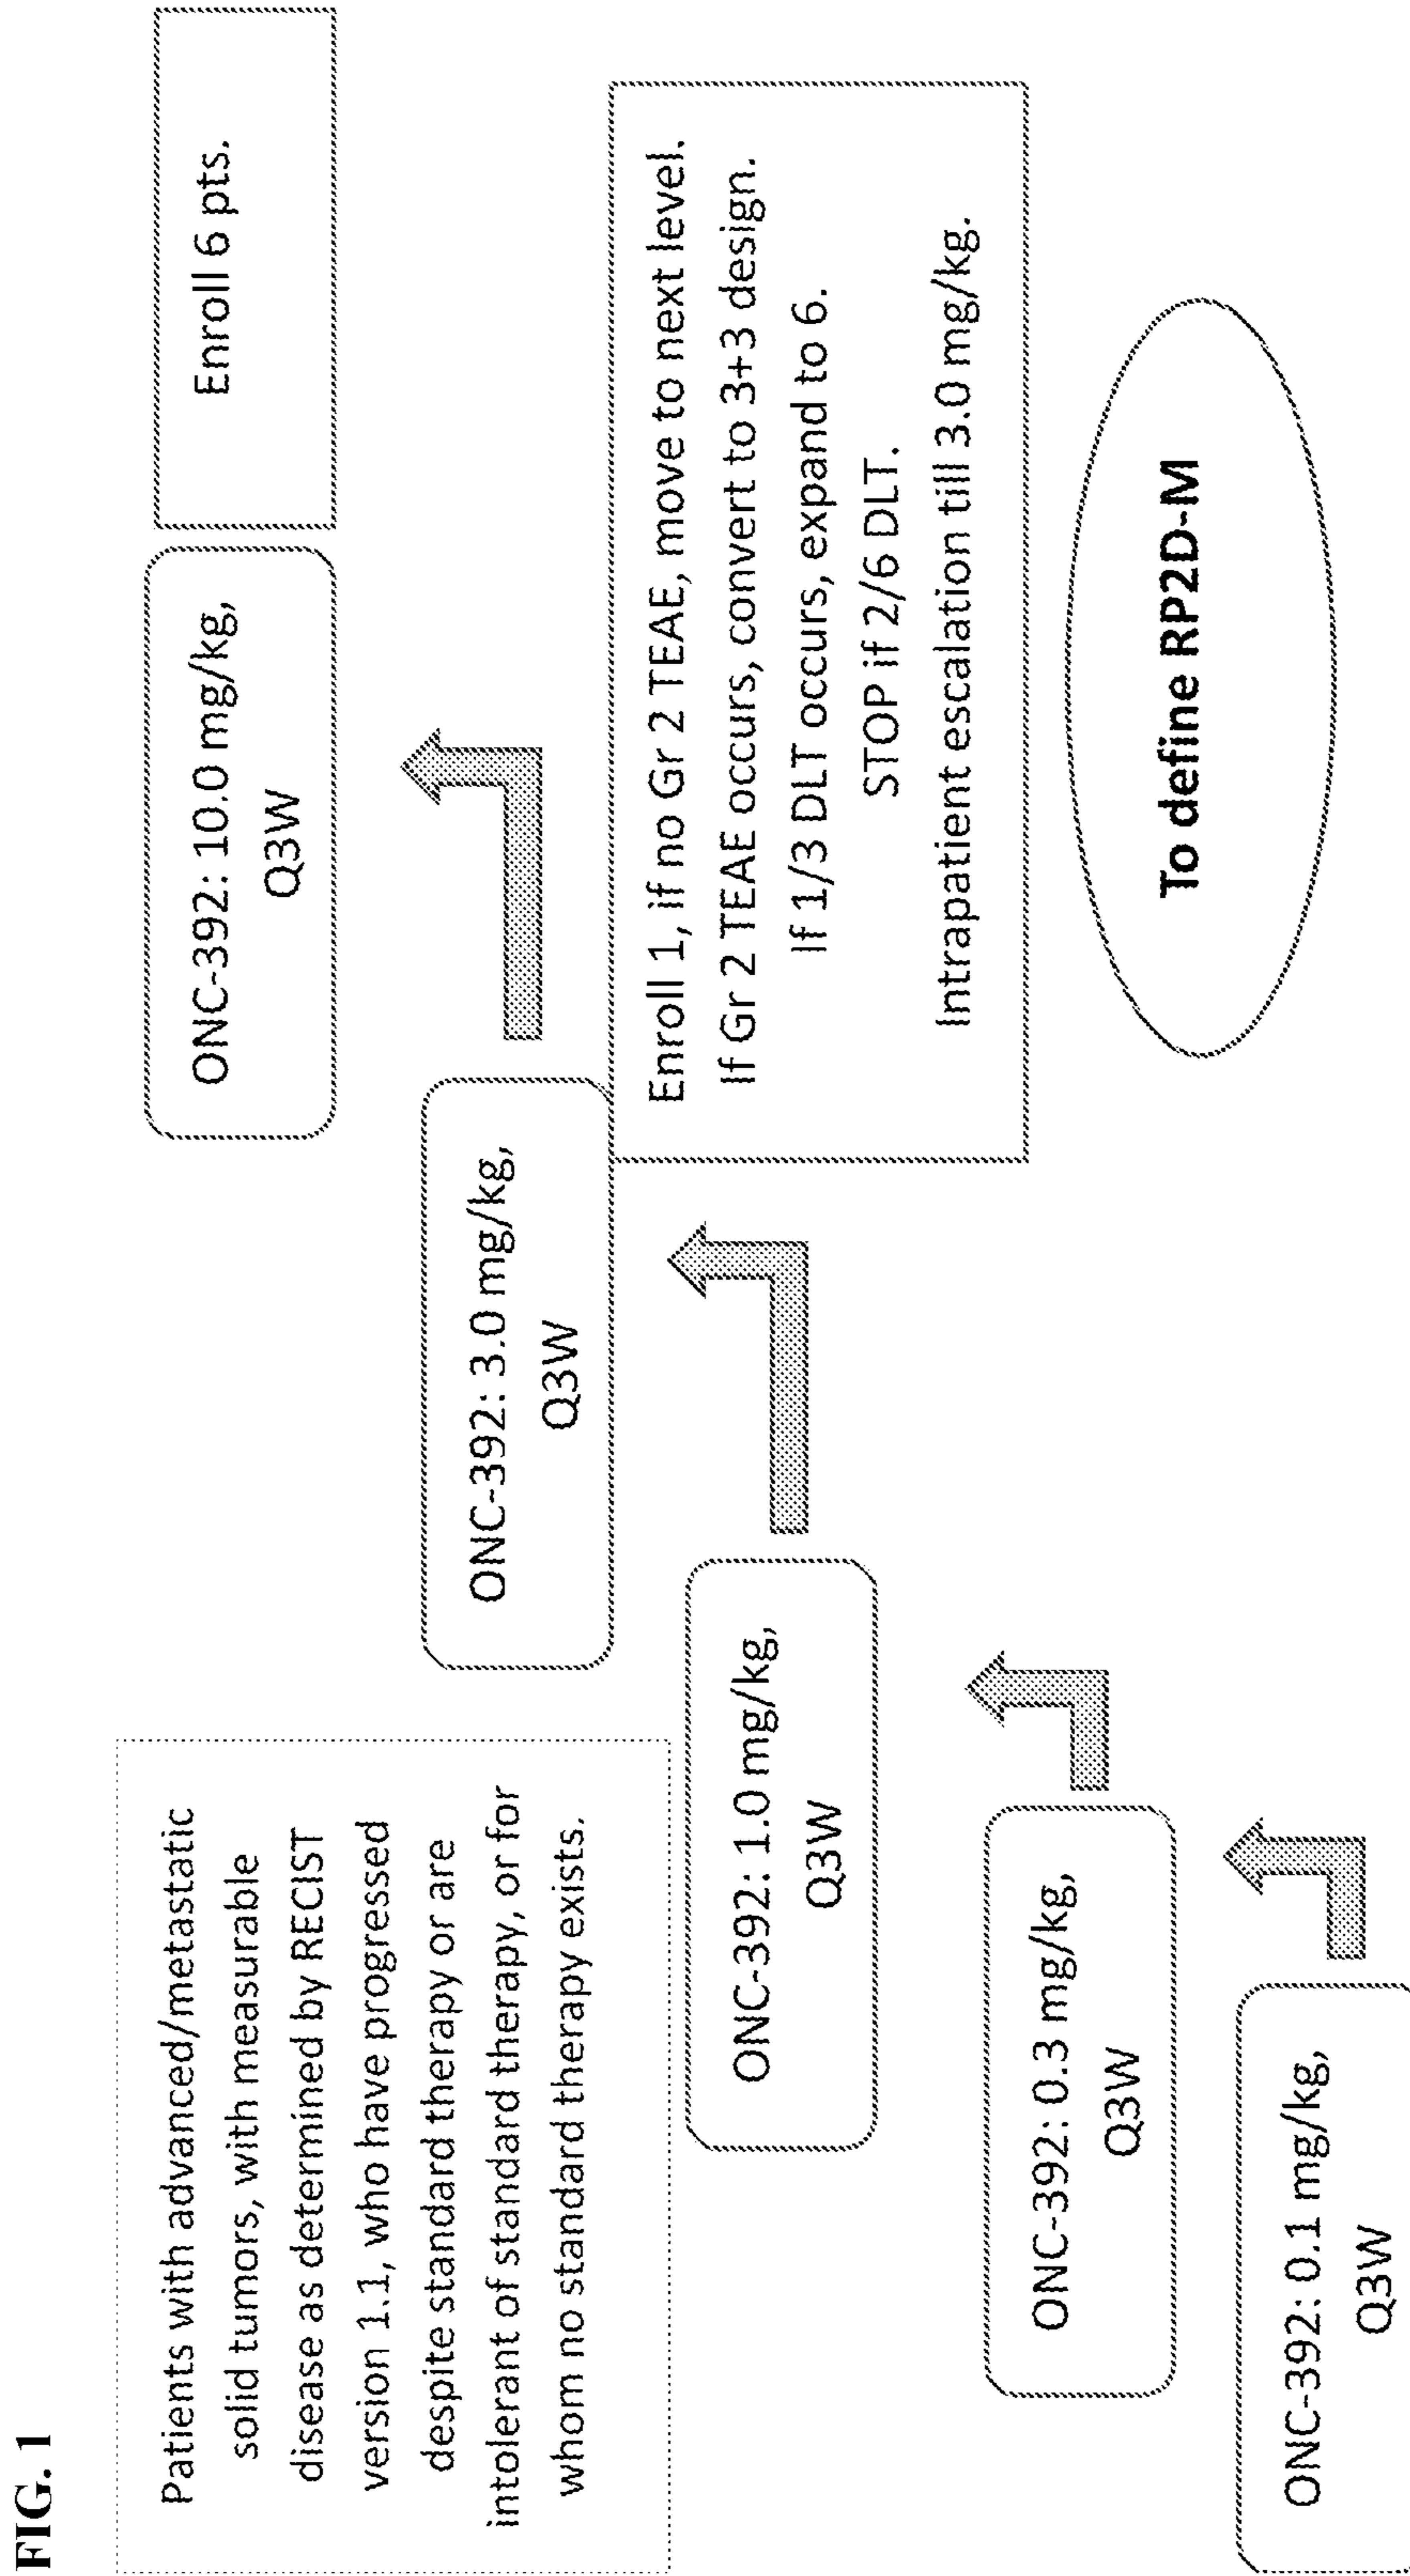 FIG. 1
Patients with advanced/metastatic
solid tumors, with measurable
disease as determined by RECIST
version 1.1, who have progressed
despite standard therapy or are
intolerant of standard therapy, or for
whom no standard therapy exists.
ONC-392: 10.0 mg/kg,
Q3W
Enroll 6 pts.
ONC-392: 3.0 mg/kg,
Q3W
ONC-392: 1.0 mg/kg,
Q3W
ONC-392: 0.3 mg/kg,
Q3W
ONC-392: 0.1 mg/kg,
Q3W
Enroll 1, if no Gr 2 TEAE, move to next level.
If Gr 2 TEAE occurs, convert to 3+3 design.
If 1/3 DLT occurs, expand to 6.
STOP if 2/6 DLT.
Intrapatient escalation till 3.0 mg/kg.
To define RP2D-M